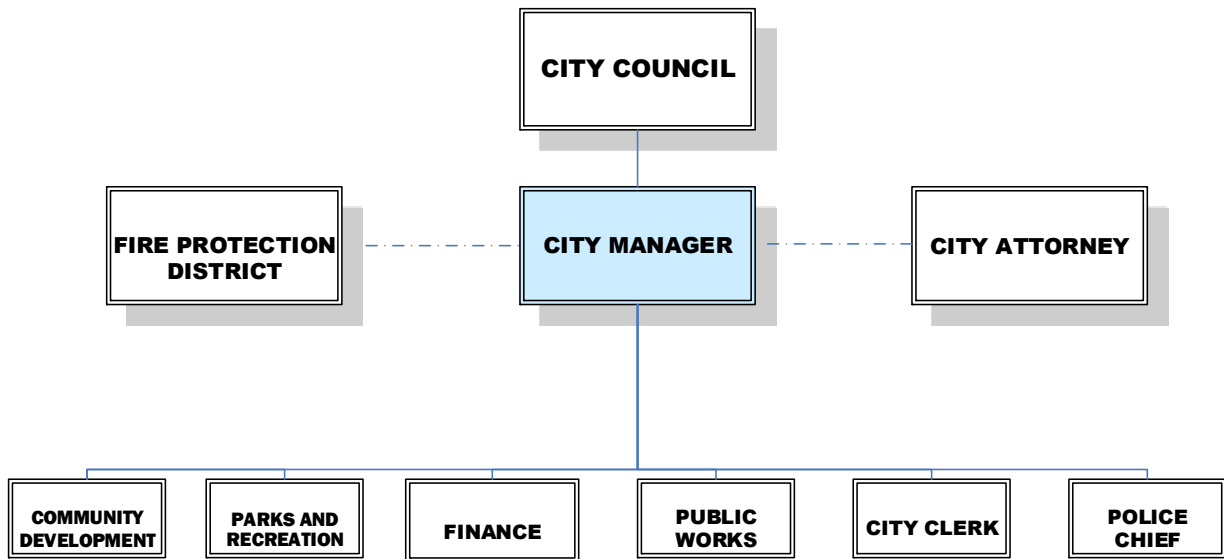 CITY COUNCIL
FIRE PROTECTION
DISTRICT
CITY MANAGER
CITY ATTORNEY
COMMUNITY
DEVELOPMENT
PARKS AND
RECREATION
FINANCE
PUBLIC
WORKS
CITY CLERK
POLICE
CHIEF